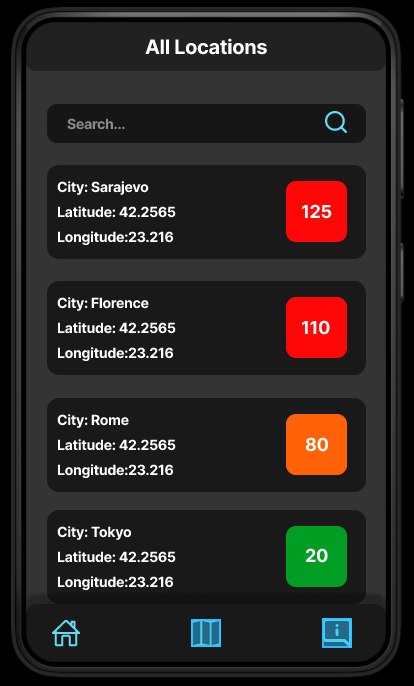 All Locations
Search...
City: Sarajevo
Latitude: 42.2565
Longitude:23.216
125
City: Florence
Latitude: 42.2565
Longitude:23.216
110
City: Rome
Latitude: 42.2565
Longitude:23.216
80
City: Tokyo
Latitude: 42.2565
Longitude:23.216
20